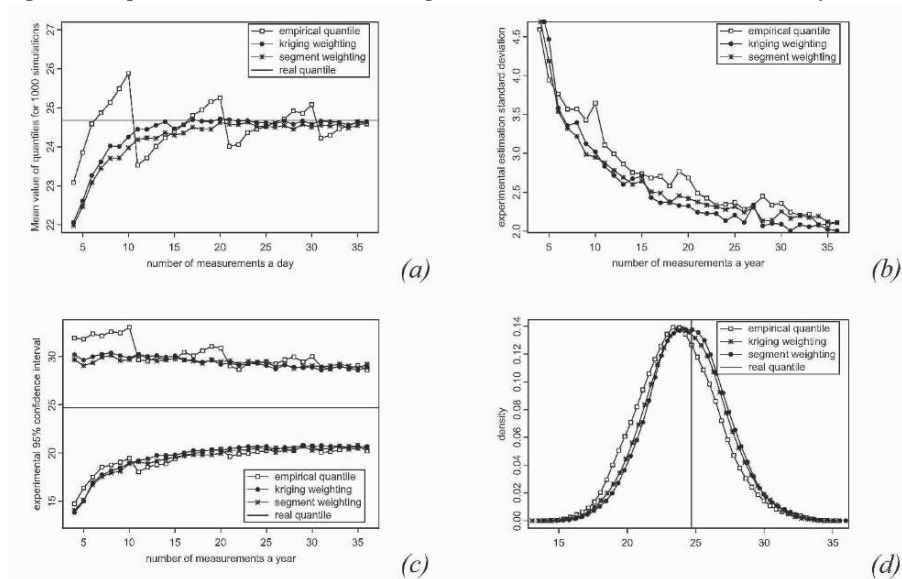 empirical quantile
kriging weighting
segment weighting
real quantile
Mean value of quantiles for 1000 simulations
27
26
25
24
23
22
5 10 15 20 25 30 35
number of measurements a day
(a)
empirical quantile
kriging weighting
segment weighting
experimental estimation standard deviation
4.5
4.0
3.5
3.0
2.5
2.0
5 10 15 20 25 30 35
number of measurements a year
(b)
experimental 95% confidence interval
30
25
20
15
empirical quantile
kriging weighting
segment weighting
real quantile
5 10 15 20 25 30 35
number of measurements a year
(c)
empirical quantile
kriging weighting
segment weighting
real quantile
density
0.14
0.12
0.10
0.08
0.06
0.04
0.02
0.00
15 20 25 30 35
(d)